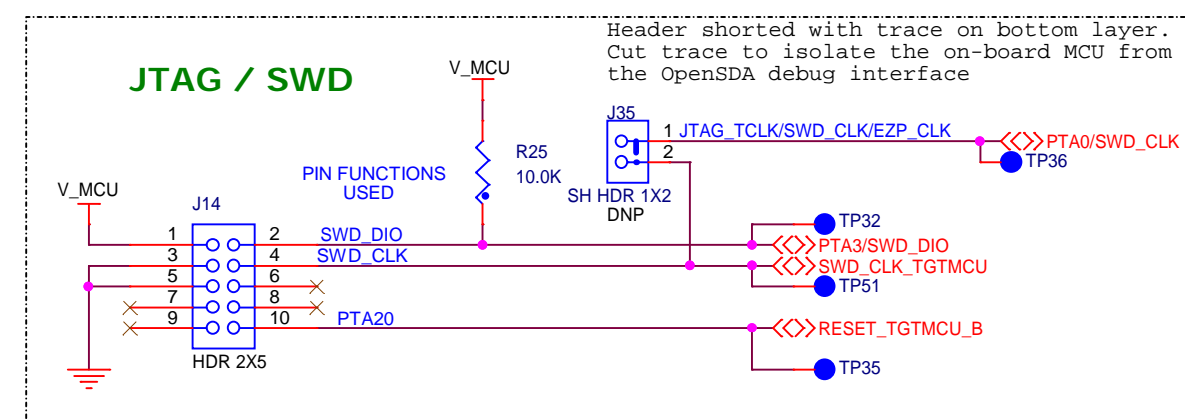 Header shorted with trace on bottom layer.
Cut trace to isolate the on-board MCU from
the OpenSDA debug interface
JTAG / SWD
V_MCU
J35
1 JTAG_TCLK/SWD_CLK/EZP_CLK
PTA0/SWD_CLK
2
TP36
R25
10.0K
PIN FUNCTIONS
USED
SH HDR 1X2
DNP
V_MCU
J14
TP32
1 2 SWD_DIO
PTA3/SWD_DIO
3 4 SWD_CLK
SWD_CLK_TGTMCU
5 6
TP51
7 8
9 10 PTA20
RESET_TGTMCU_B
HDR 2X5
TP35